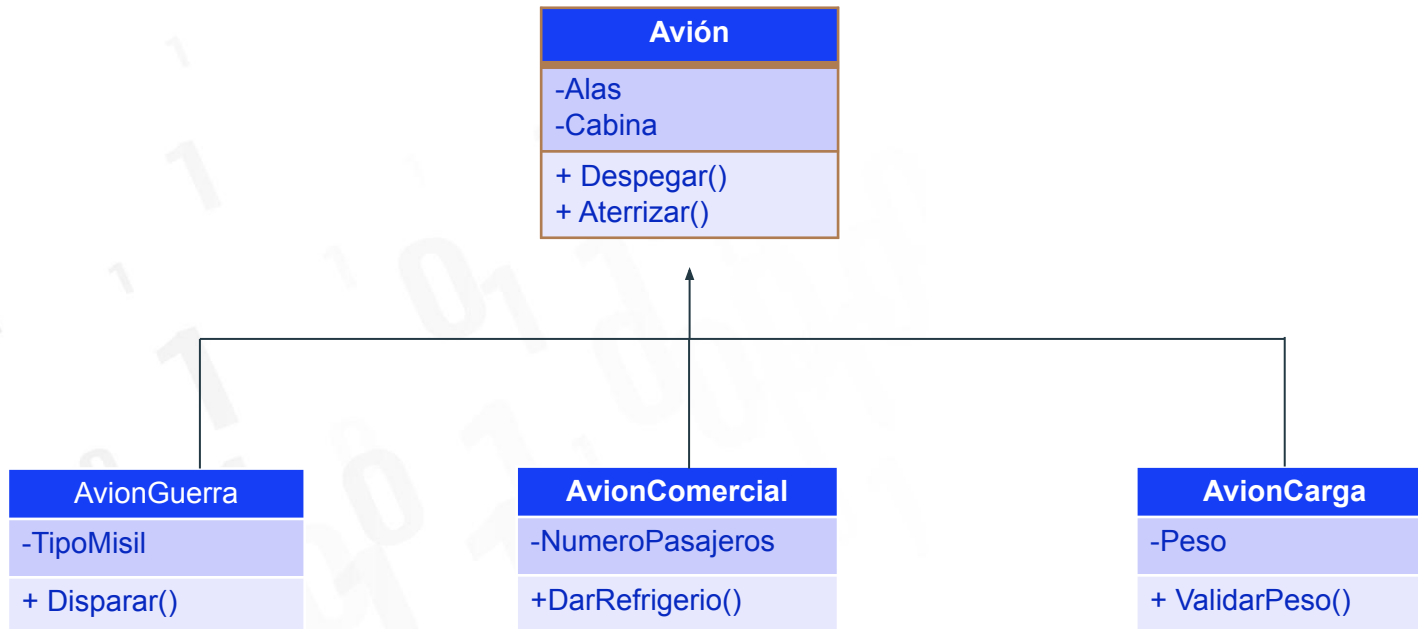 Avión
-Alas
-Cabina
+ Despegar()
+ Aterrizar()
AvionGuerra
-TipoMisil
+ Disparar()
AvionComercial
-NumeroPasajeros
+DarRefrigerio()
AvionCarga
-Peso
+ ValidarPeso()